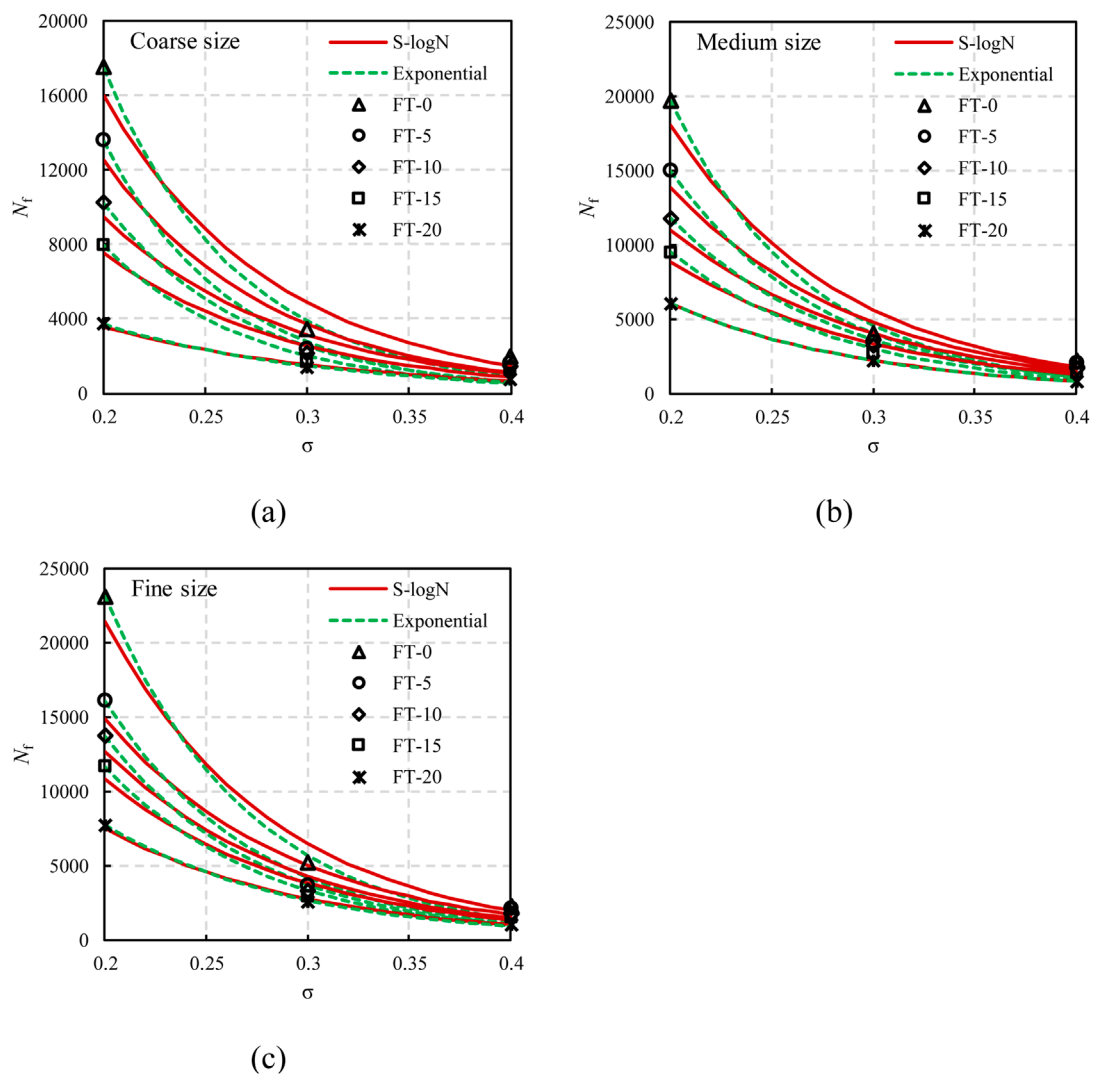 Coarse size
S-logN
Exponential
FT-0
FT-5
FT-10
FT-15
FT-20
20000
16000
12000
8000
4000
0
Nf
0.2 0.25 0.3 0.35 0.4
σ
(a)
Medium size
S-logN
Exponential
FT-0
FT-5
FT-10
FT-15
FT-20
25000
20000
15000
10000
5000
0
Nf
0.2 0.25 0.3 0.35 0.4
σ
(b)
Fine size
S-logN
Exponential
FT-0
FT-5
FT-10
FT-15
FT-20
25000
20000
15000
10000
5000
0
Nf
0.2 0.25 0.3 0.35 0.4
σ
(c)